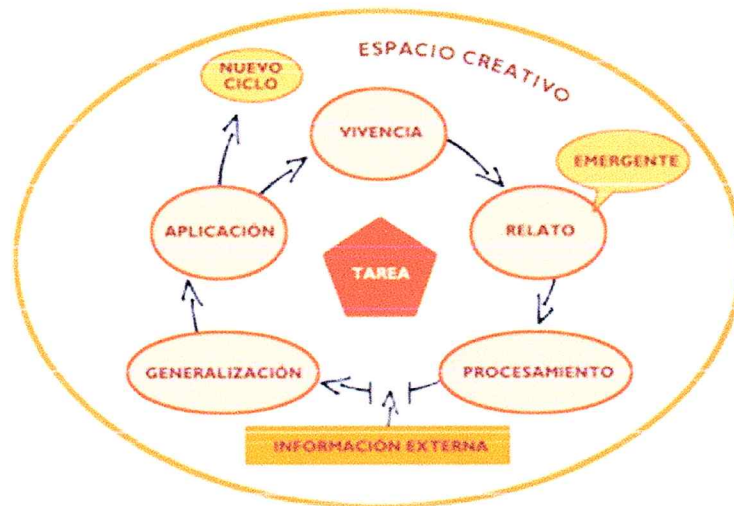 ESPACIO CREATIVO
NUEVO
CICLO
VIVENCIA
EMERGENTE
APLICACIÓN
RELATO
TAREA
GENERALIZACIÓN
PROCESAMIENTO
INFORMACIÓN EXTERNA